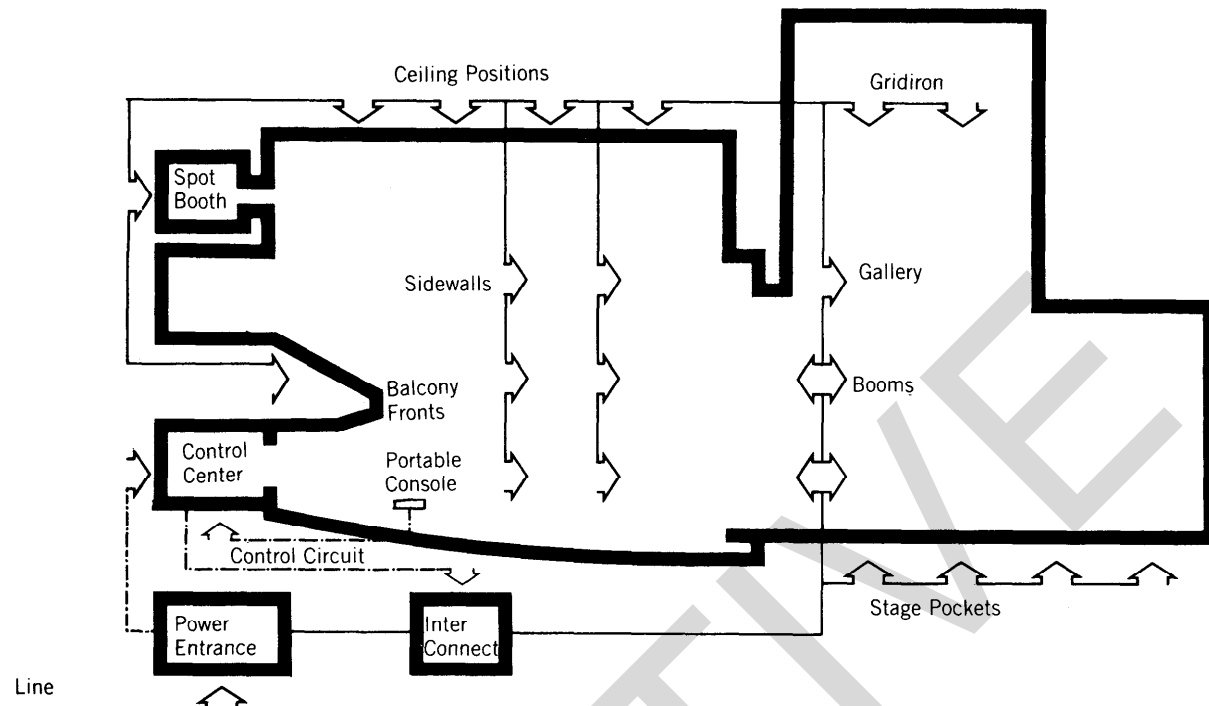 Ceiling Positions
Gridiron
Spot
Booth
Sidewalls
Gallery
Balcony
Fronts
Booms
Control
Center
Portable
Console
Control Circuit
Stage Pockets
Power
Entrance
Inter
Connect
Line
TIVE